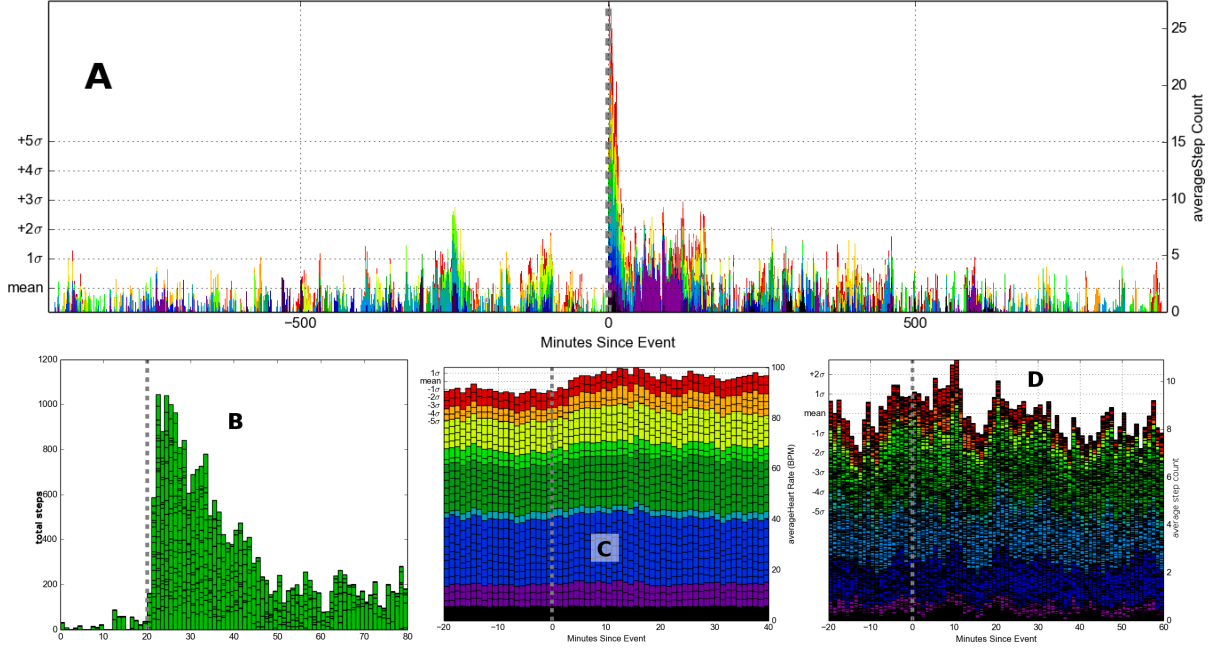 A
+5σ
+4σ
+3σ
+2σ
1σ
mean
25
20
15
10
5
0
averageStep Count
−500
0
500
Minutes Since Event
B
total steps
1200
1000
800
600
400
200
0
0 10 20 30 40 50 60 70 80
C
1σ
mean
-1σ
-2σ
-3σ
-4σ
-5σ
100
80
60
40
20
0
averageHeart Rate (BPM)
−20 −10 0 10 20 30 40
Minutes Since Event
D
+2σ
1σ
mean
-1σ
-2σ
-3σ
-4σ
-5σ
10
8
6
4
2
0
average step count
−20 −10 0 10 20 30 40 50 60
Minutes Since Event